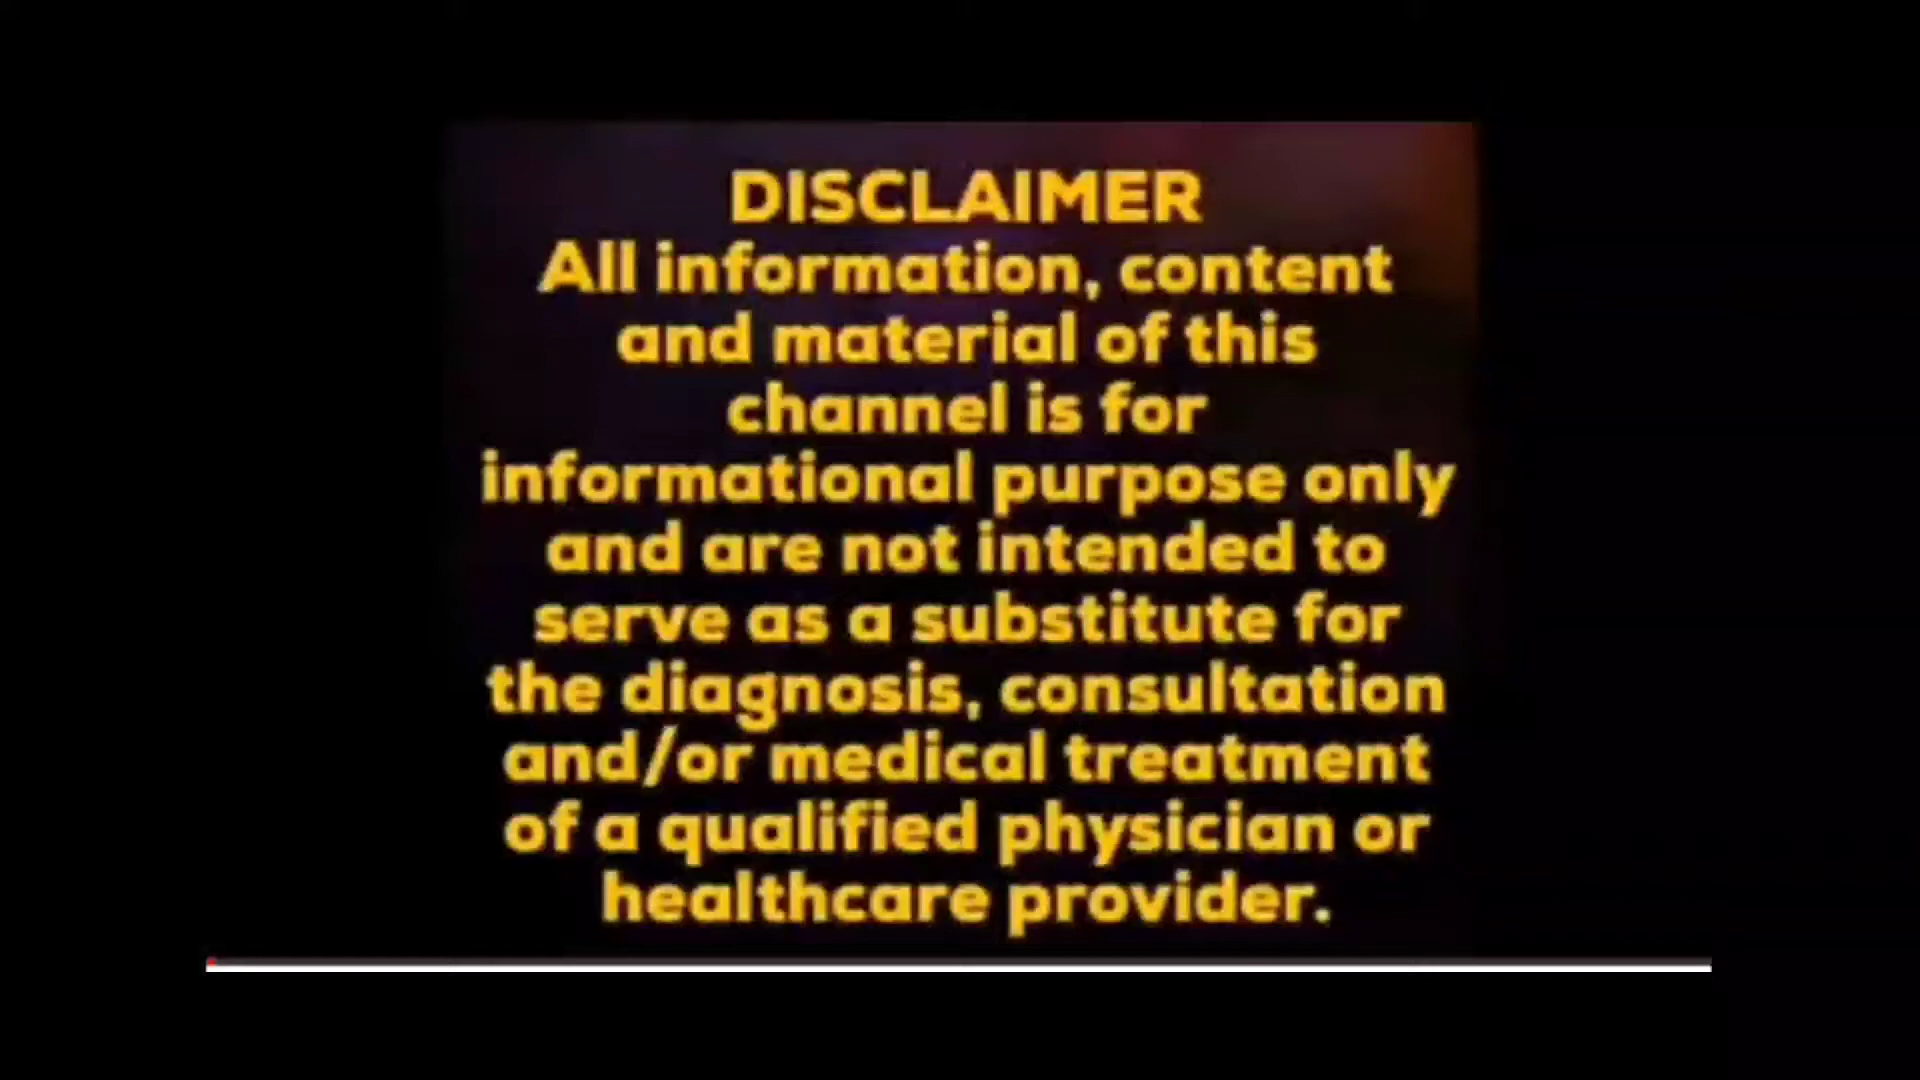 DISCLAIMER
All information, content
and material of this
channel is for
informational purpose only
and are not intended to
serve as a substitute for
the diagnosis, consultation
and/or medical treatment
of a qualified physician or
healthcare provider.